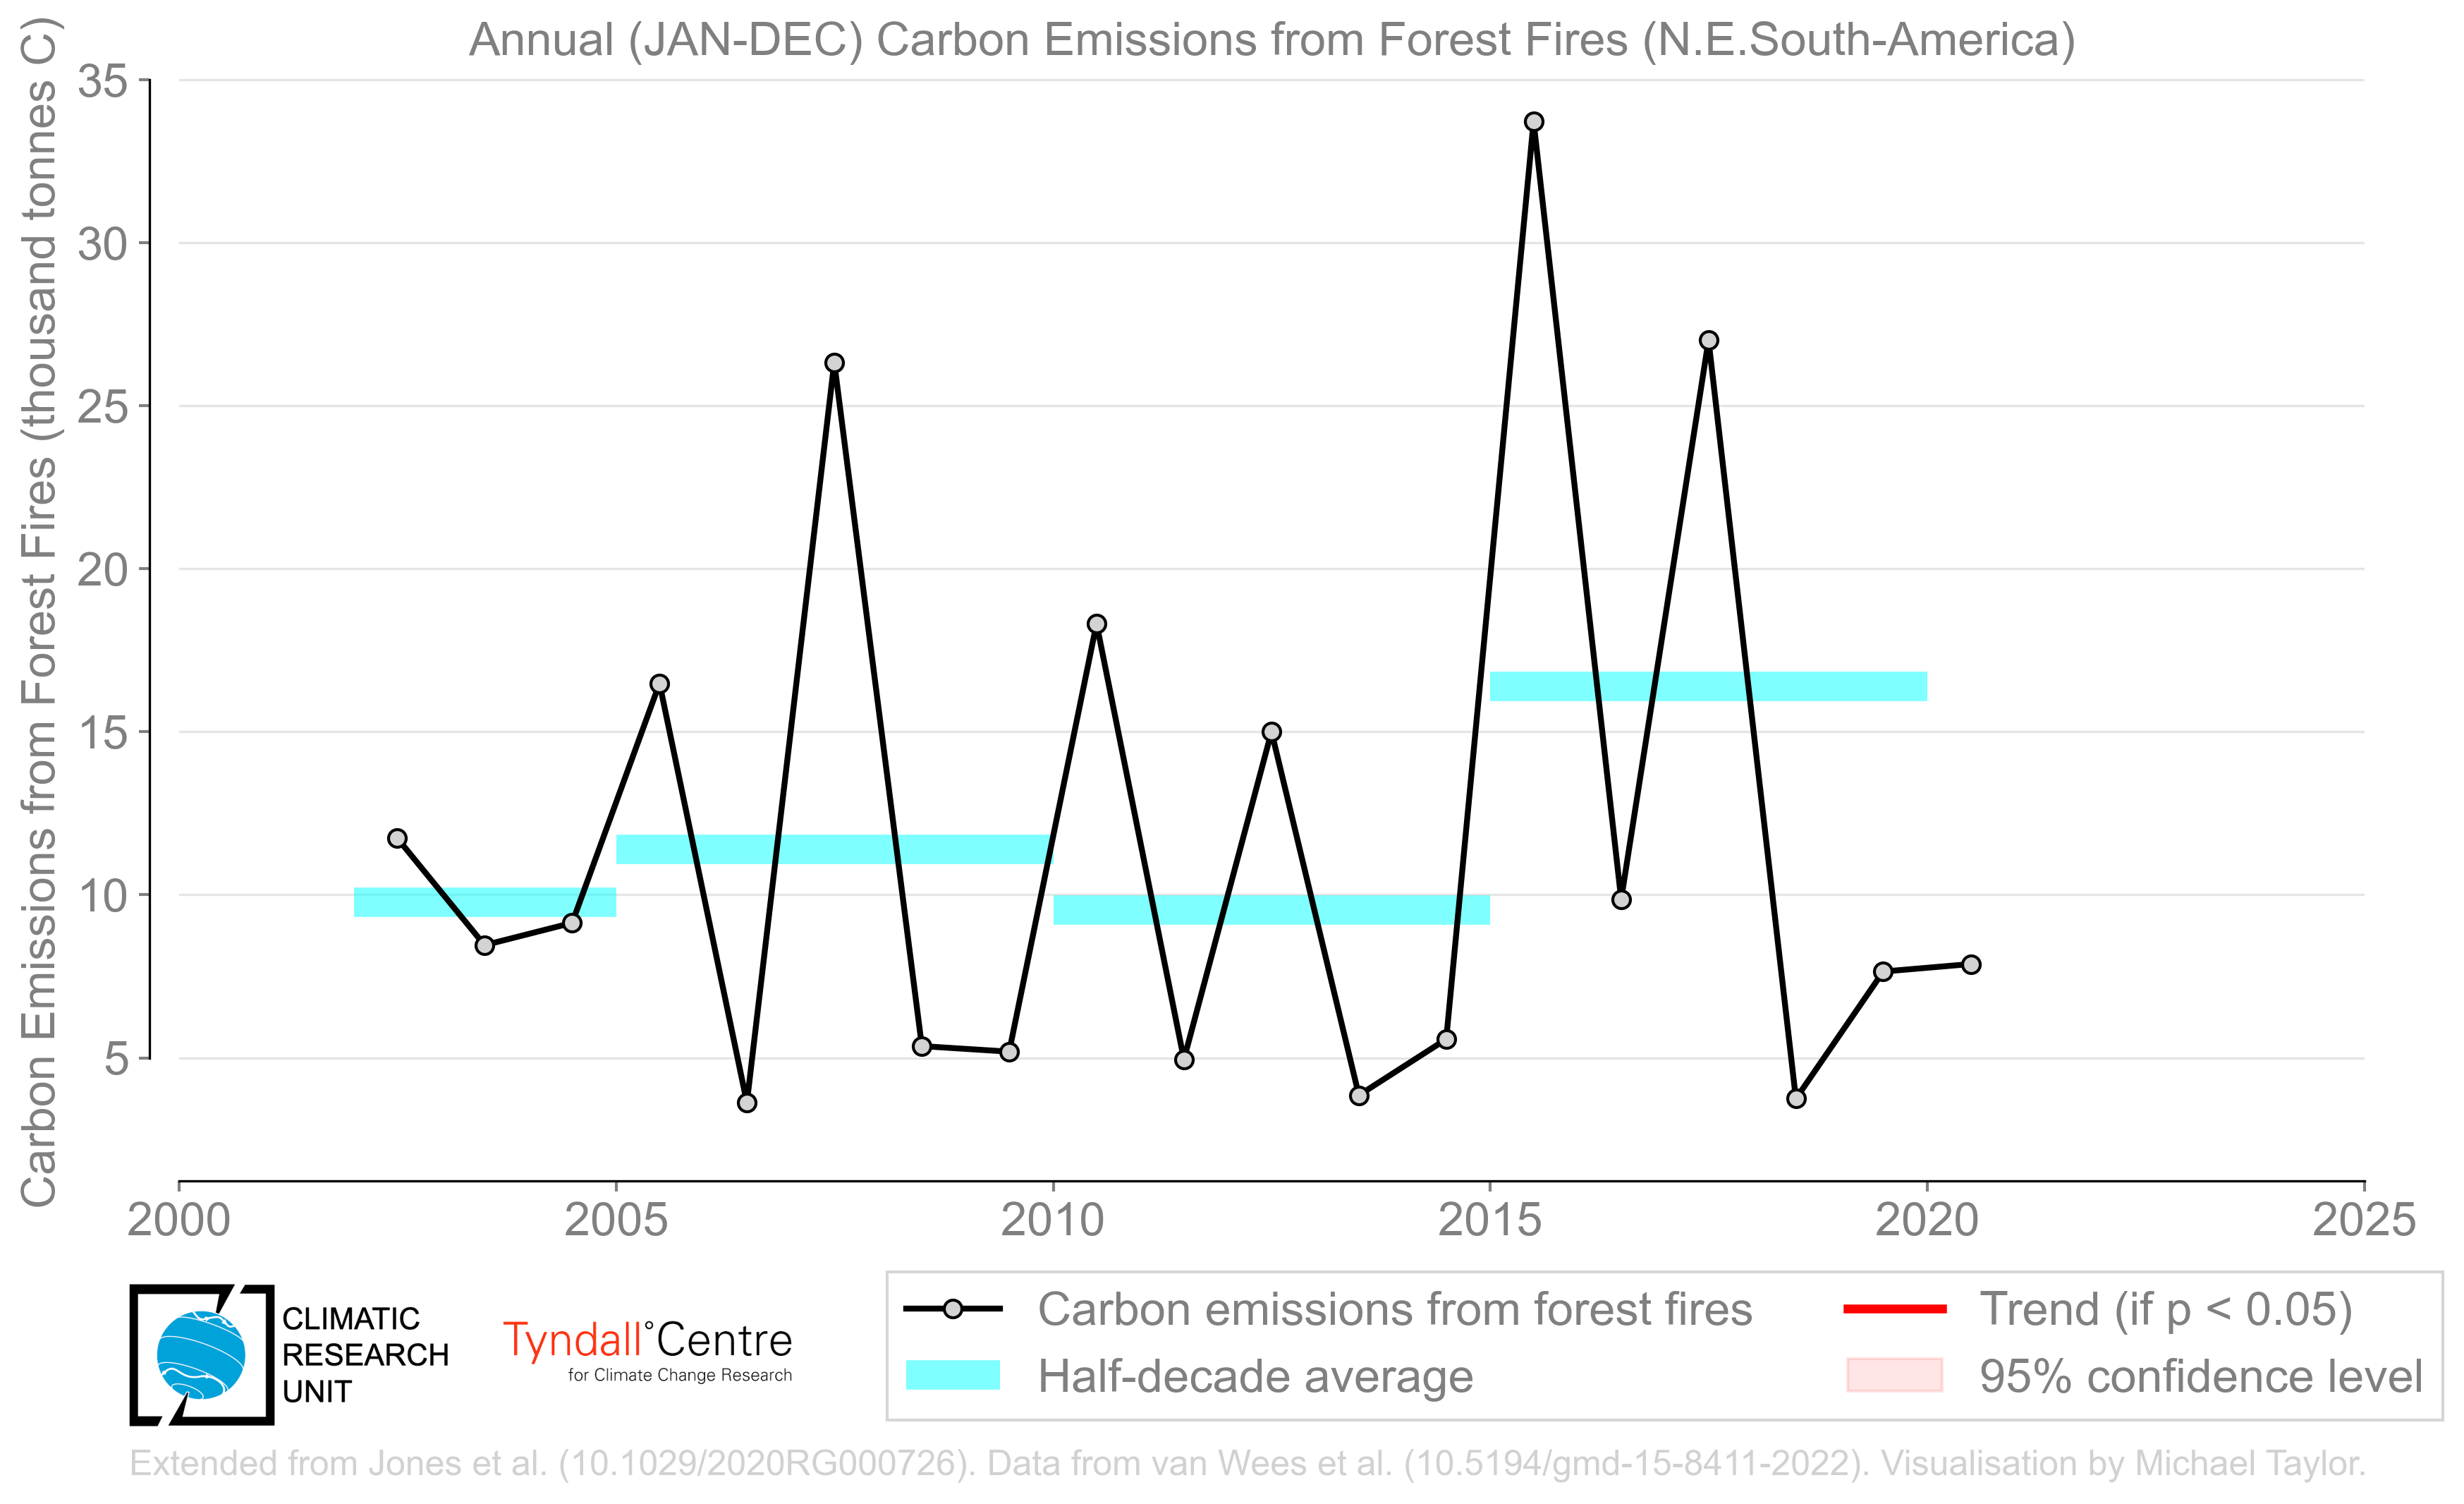 Annual (JAN-DEC) Carbon Emissions from Forest Fires (N.E.South-America)
Carbon Emissions from Forest Fires (thousand tonnes C)
35
30
25
20
15
10
5
2000
2005
2010
2015
2020
2025
CLIMATIC
RESEARCH
UNIT
Tyndall°Centre
for Climate Change Research
Carbon emissions from forest fires
Half-decade average
Trend (if p < 0.05)
95% confidence level
Extended from Jones et al. (10.1029/2020RG000726). Data from van Wees et al. (10.5194/gmd-15-8411-2022). Visualisation by Michael Taylor.